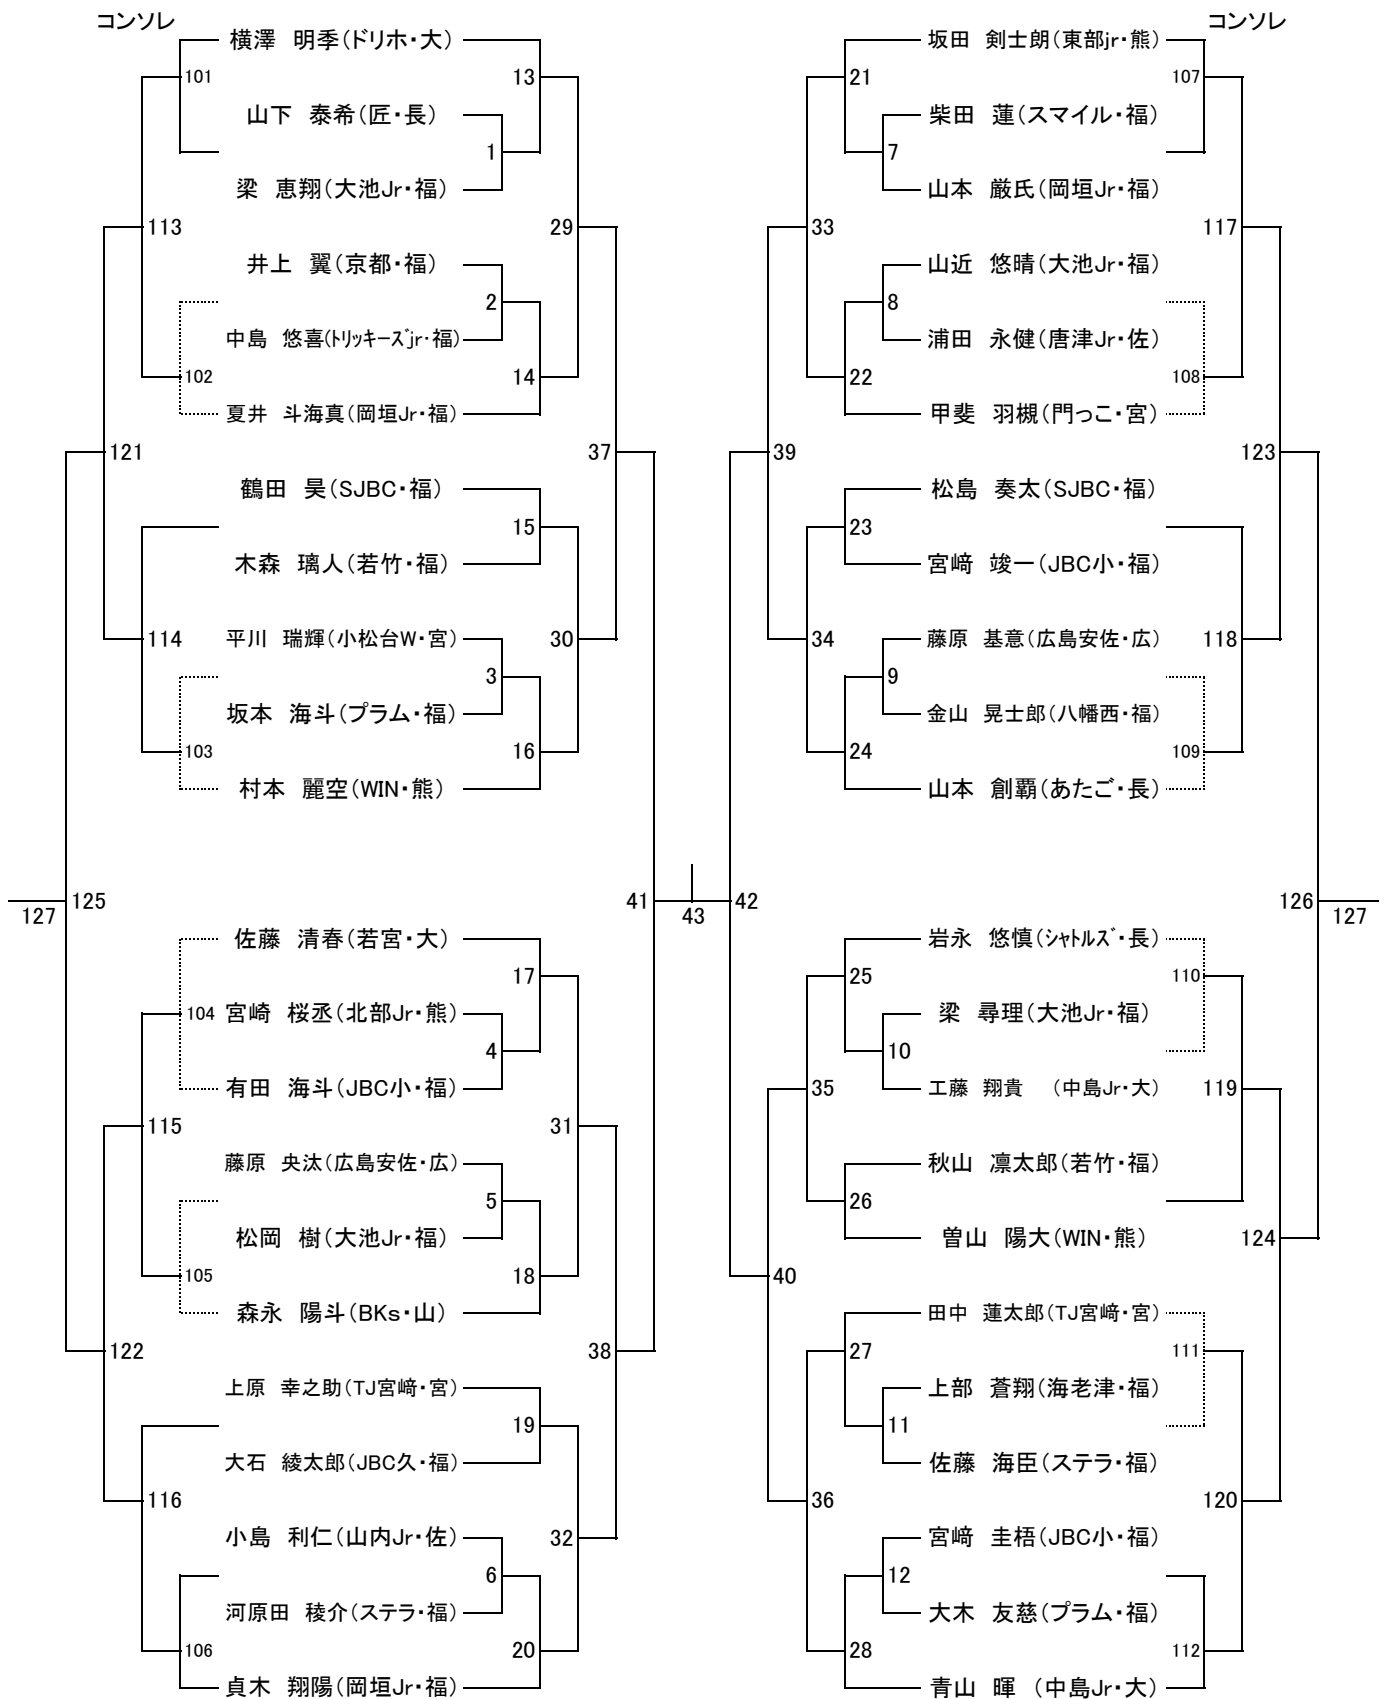 コンソレ
コンソレ
横澤 明季(ドリホ・大)
坂田 剣士朗(東部jr・熊)
101
13
21
107
山下 泰希(匠・長)
柴田 蓮(スマイル・福)
1
7
梁 恵翔(大池Jr・福)
山本 厳氏(岡垣Jr・福)
113
29
33
117
井上 翼(京都・福)
山近 悠晴(大池Jr・福)
2
8
中島 悠喜(トリッキーズjr・福)
浦田 永健(唐津Jr・佐)
102
14
22
108
夏井 斗海真(岡垣Jr・福)
甲斐 羽槻(門っこ・宮)
121
37
39
123
鶴田 昊(SJBC・福)
松島 奏太(SJBC・福)
15
23
木森 璃人(若竹・福)
宮﨑 竣一(JBC小・福)
114
平川 瑞輝(小松台W・宮)
30
34
藤原 基意(広島安佐・広)
118
3
9
坂本 海斗(プラム・福)
金山 晃士郎(八幡西・福)
103
16
24
109
村本 麗空(WIN・熊)
山本 創覇(あたご・長)
125
41
42
126
127
43
127
佐藤 清春(若宮・大)
岩永 悠慎(シャトルズ・長)
17
25
110
104
宮崎 桜丞(北部Jr・熊)
梁 尋理(大池Jr・福)
4
10
有田 海斗(JBC小・福)
35
工藤 翔貴 (中島Jr・大)
119
115
31
藤原 央汰(広島安佐・広)
秋山 凛太郎(若竹・福)
5
26
松岡 樹(大池Jr・福)
曽山 陽大(WIN・熊)
124
105
18
40
森永 陽斗(BKs・山)
田中 蓮太郎(TJ宮﨑・宮)
122
38
27
111
上原 幸之助(TJ宮﨑・宮)
上部 蒼翔(海老津・福)
19
11
大石 綾太郎(JBC久・福)
佐藤 海臣(ステラ・福)
116
36
120
小島 利仁(山内Jr・佐)
32
宮﨑 圭梧(JBC小・福)
6
12
河原田 稜介(ステラ・福)
大木 友慈(プラム・福)
106
20
28
112
貞木 翔陽(岡垣Jr・福)
青山 暉 (中島Jr・大)